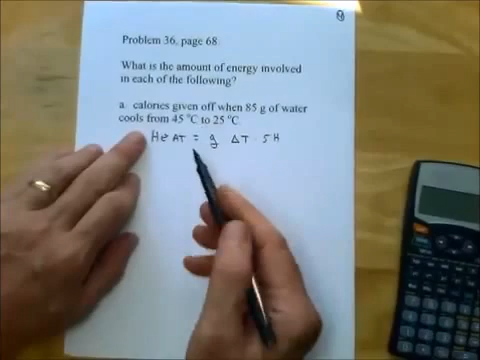 Problem 36, page 68
What is the amount of energy involved
in each of the following?
a. calories given off when 85 g of water
cools from 45 °C to 25 °C
HeAT = g ΔT · SH